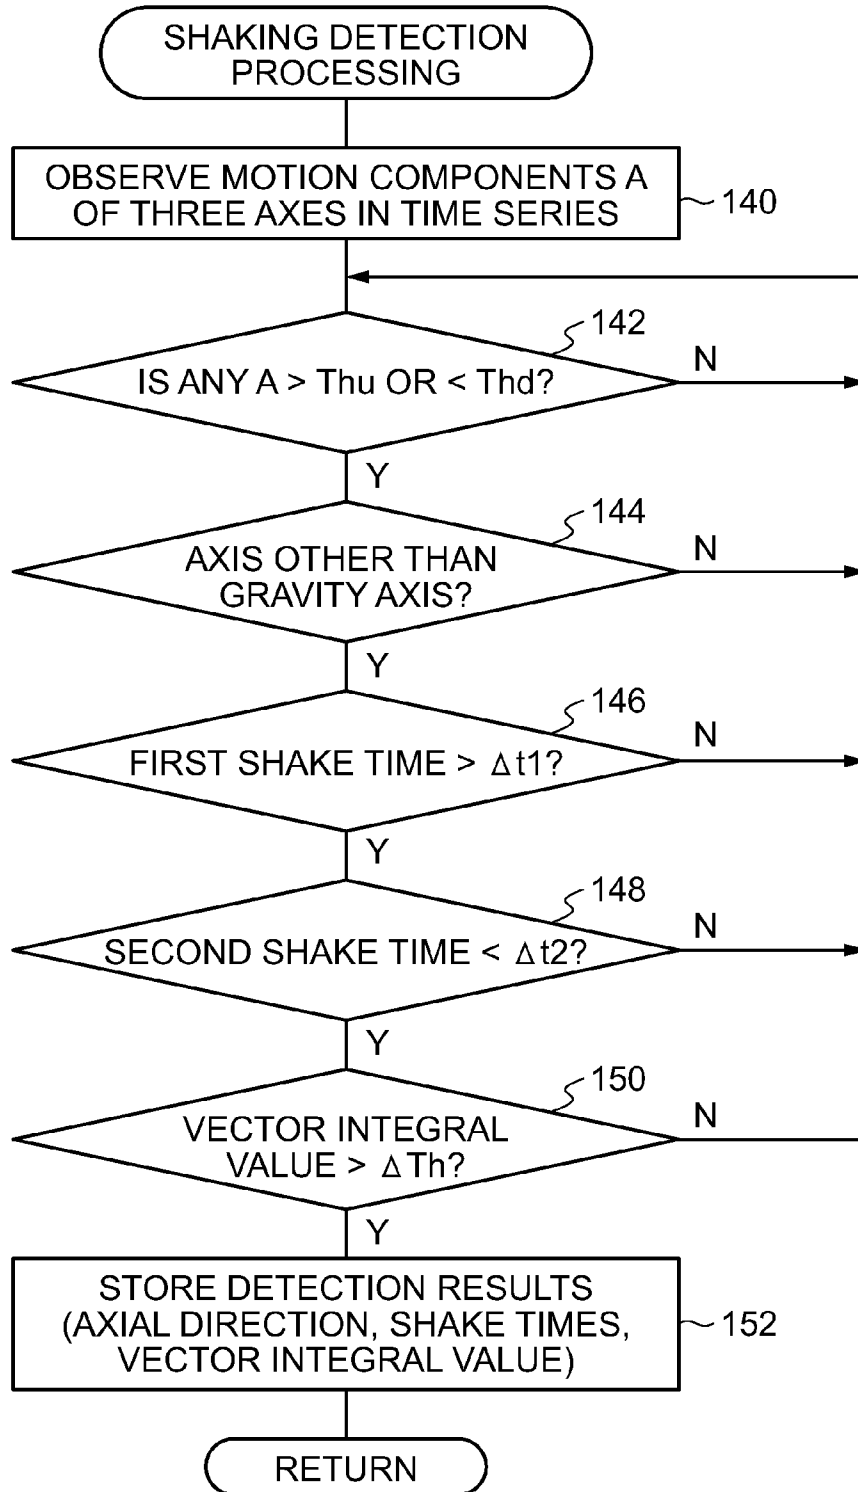 SHAKING DETECTION
PROCESSING
OBSERVE MOTION COMPONENTS A
OF THREE AXES IN TIME SERIES
140
142
IS ANY A > Thu OR < Thd?
N
Y
144
AXIS OTHER THAN
GRAVITY AXIS?
N
Y
146
FIRST SHAKE TIME > Δt1?
N
Y
148
SECOND SHAKE TIME < Δt2?
N
Y
150
VECTOR INTEGRAL
VALUE > ΔTh?
N
Y
STORE DETECTION RESULTS
(AXIAL DIRECTION, SHAKE TIMES,
VECTOR INTEGRAL VALUE)
152
RETURN